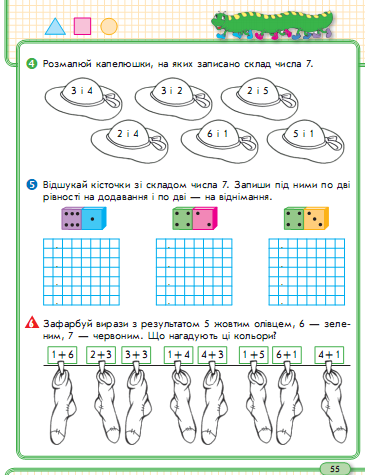 4 Розмалюй капелюшки, на яких записано склад числа 7.
3 і 4 3 і 2 2 і 5
2 і 4 6 і 1 5 і 1
5 Відшукай кісточки зі складом числа 7. Запиши під ними по дві
рівності на додавання і по дві — на віднімання.
6 Зафарбуй вирази з результатом 5 жовтим олівцем, 6 — зеле-
ним, 7 — червоним. Що нагадують ці кольори?
1+6 2+3 3+3 1+4 4+3 1+5 6+1 4+1
55